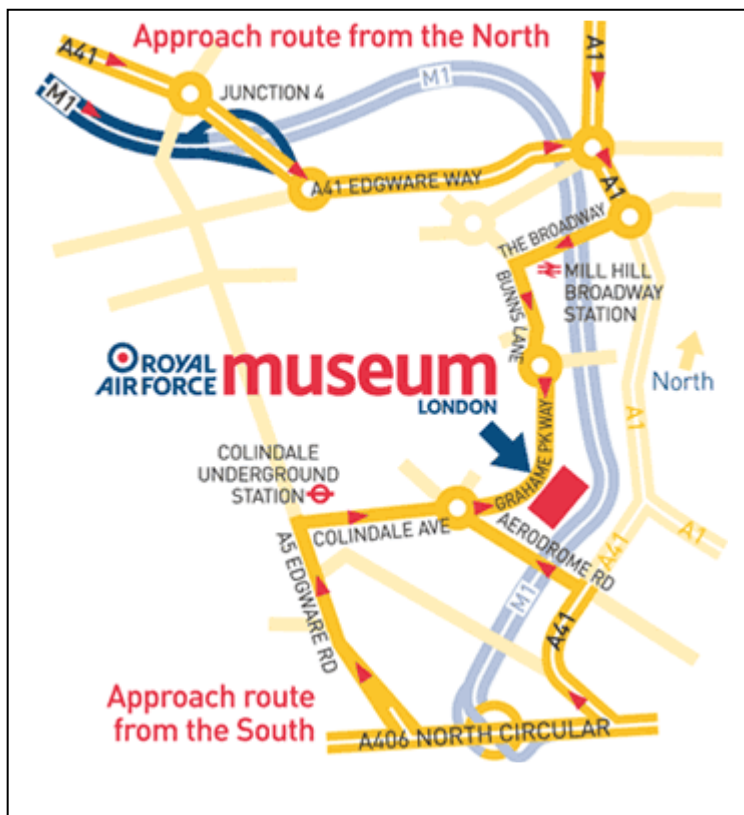 Approach route from the North
A41
M1
JUNCTION 4
M1
A1
A41 EDGWARE WAY
A1
THE BROADWAY
BUNNS LANE
MILL HILL
BROADWAY
STATION
North
ROYAL
AIR FORCE
museum
LONDON
A1
COLINDALE
UNDERGROUND
STATION
GRAHAME PK WAY
COLINDALE AVE
AERODROME RD
A41
A1
A5 EDGWARE RD
M1
A41
Approach route
from the South
A406 NORTH CIRCULAR